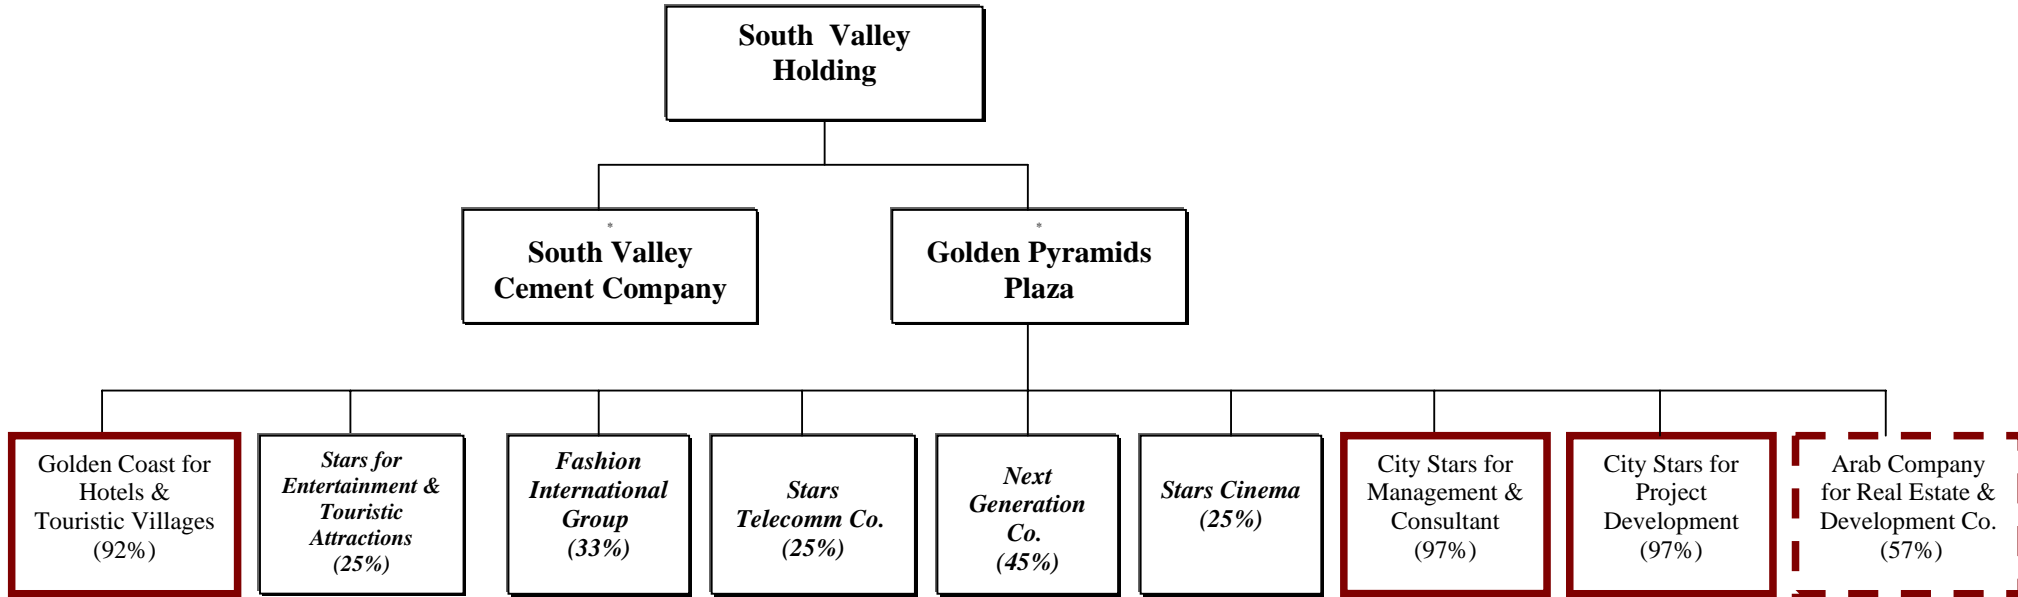 South Valley
Holding
*
South Valley
Cement Company
*
Golden Pyramids
Plaza
Golden Coast for
Hotels &
Touristic Villages
(92%)
Stars for
Entertainment &
Touristic
Attractions
(25%)
Fashion
International
Group
(33%)
Stars
Telecomm Co.
(25%)
Next
Generation
Co.
(45%)
Stars Cinema
(25%)
City Stars for
Management &
Consultant
(97%)
City Stars for
Project
Development
(97%)
Arab Company
for Real Estate &
Development Co.
(57%)